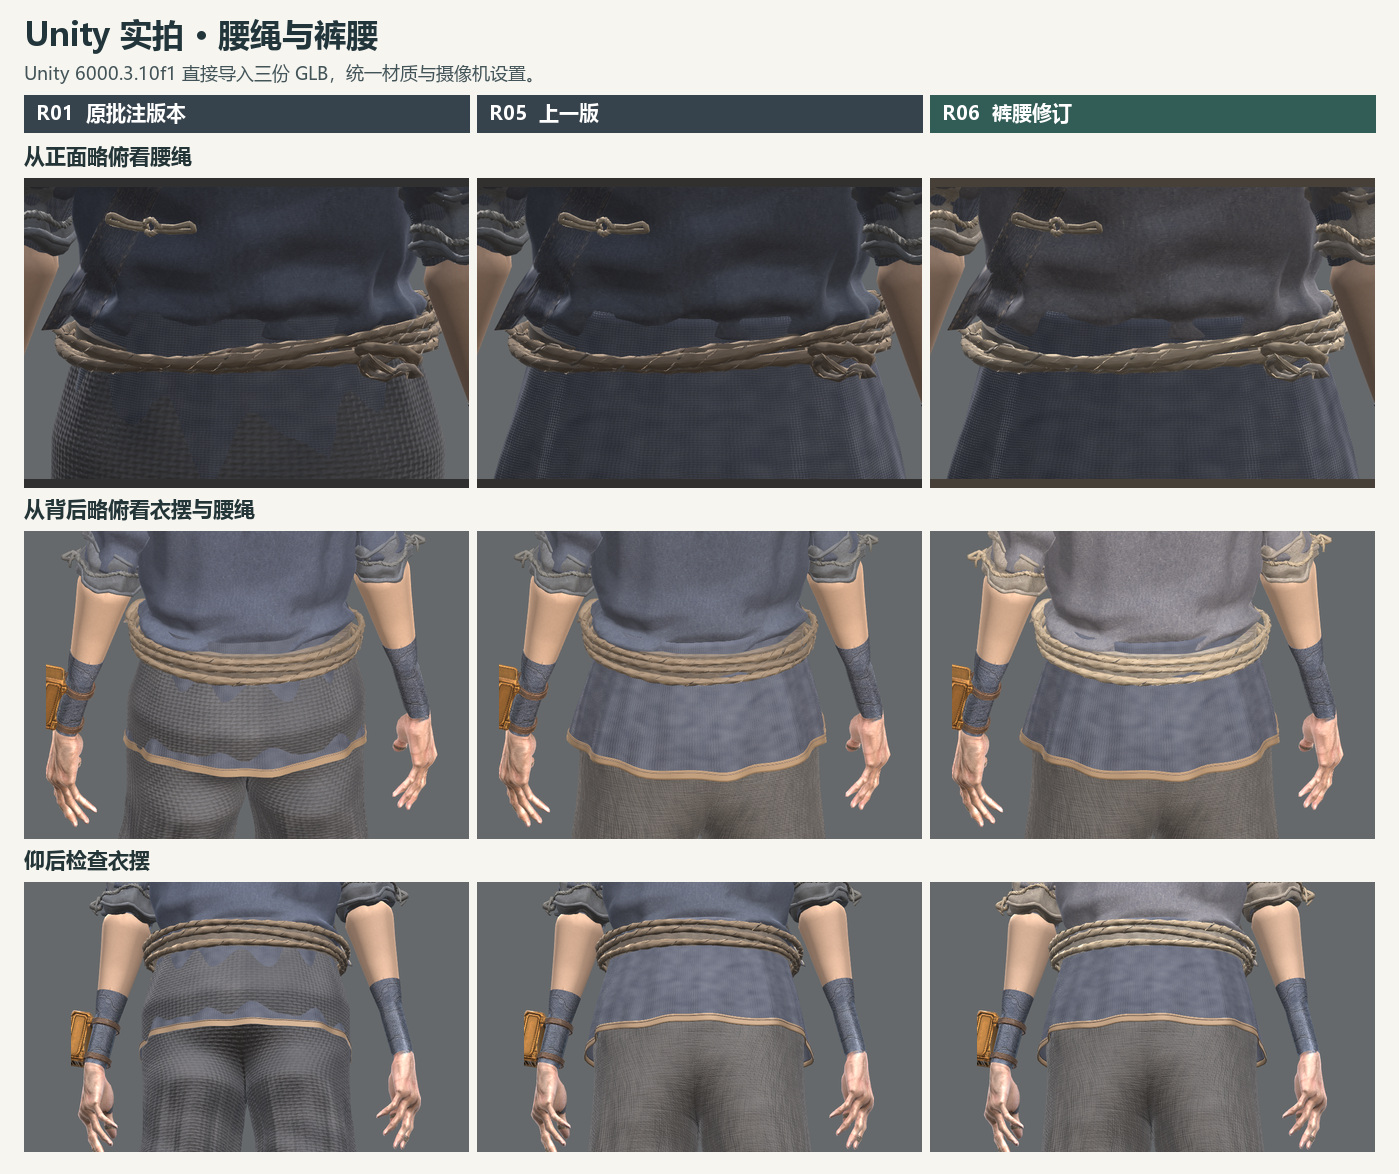 Unity 实拍 • 腰绳与裤腰
Unity 6000.3.10f1 直接导入三份 GLB，统一材质与摄像机设置。
R01 原批注版本
R05 上一版
R06 裤腰修订
从正面略俯看腰绳
从背后略俯看衣摆与腰绳
仰后检查衣摆